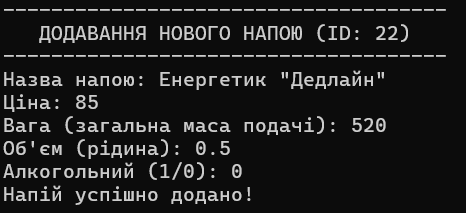 -------------------------------------
ДОДАВАННЯ НОВОГО НАПОЮ (ID: 22)
-------------------------------------
Назва напою: Енергетик "Дедлайн"
Ціна: 85
Вага (загальна маса подачі): 520
Об'єм (рідина): 0.5
Алкогольний (1/0): 0
Напій успішно додано!